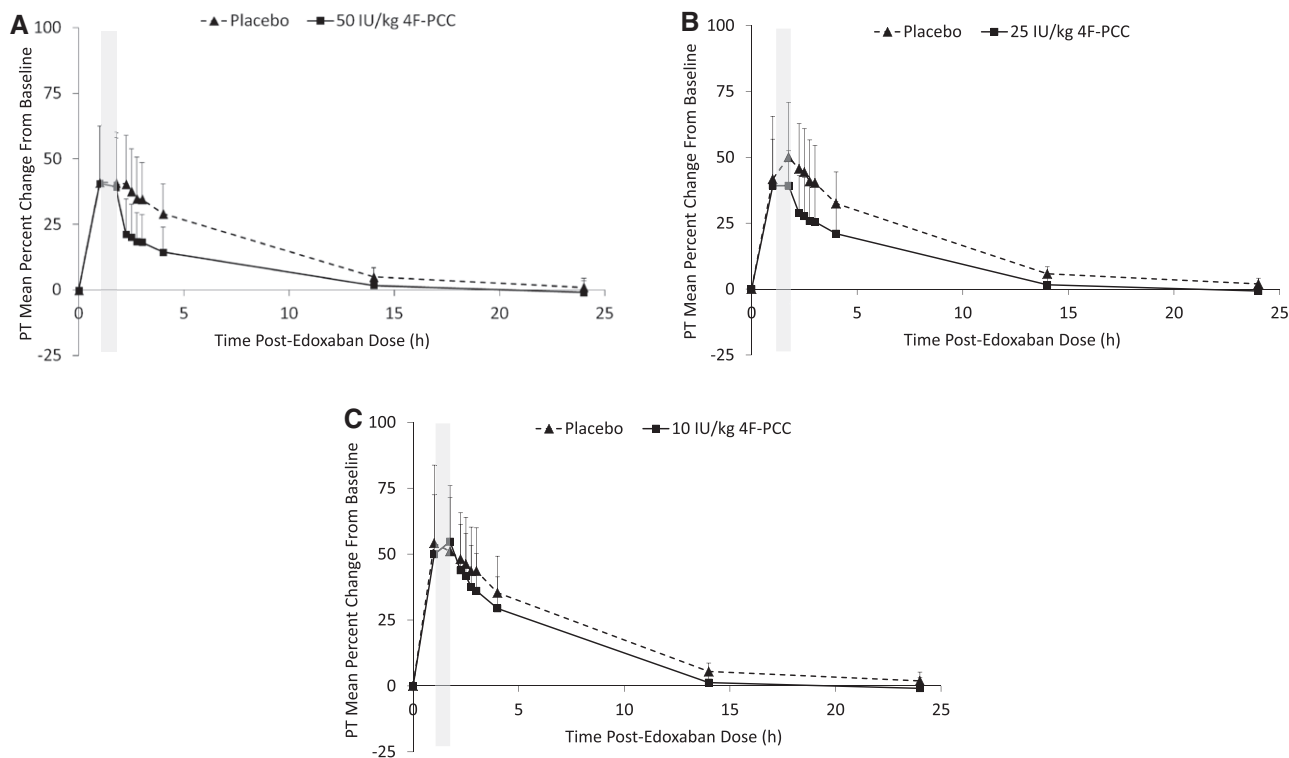 A
Placebo 50 IU/kg 4F-PCC
PT Mean Percent Change From Baseline
100
75
50
25
0
-25
0 5 10 15 20 25
Time Post-Edoxaban Dose (h)
B
Placebo 25 IU/kg 4F-PCC
PT Mean Percent Change From Baseline
100
75
50
25
0
-25
0 5 10 15 20 25
Time Post-Edoxaban Dose (h)
C
Placebo 10 IU/kg 4F-PCC
PT Mean Percent Change From Baseline
100
75
50
25
0
-25
0 5 10 15 20 25
Time Post-Edoxaban Dose (h)